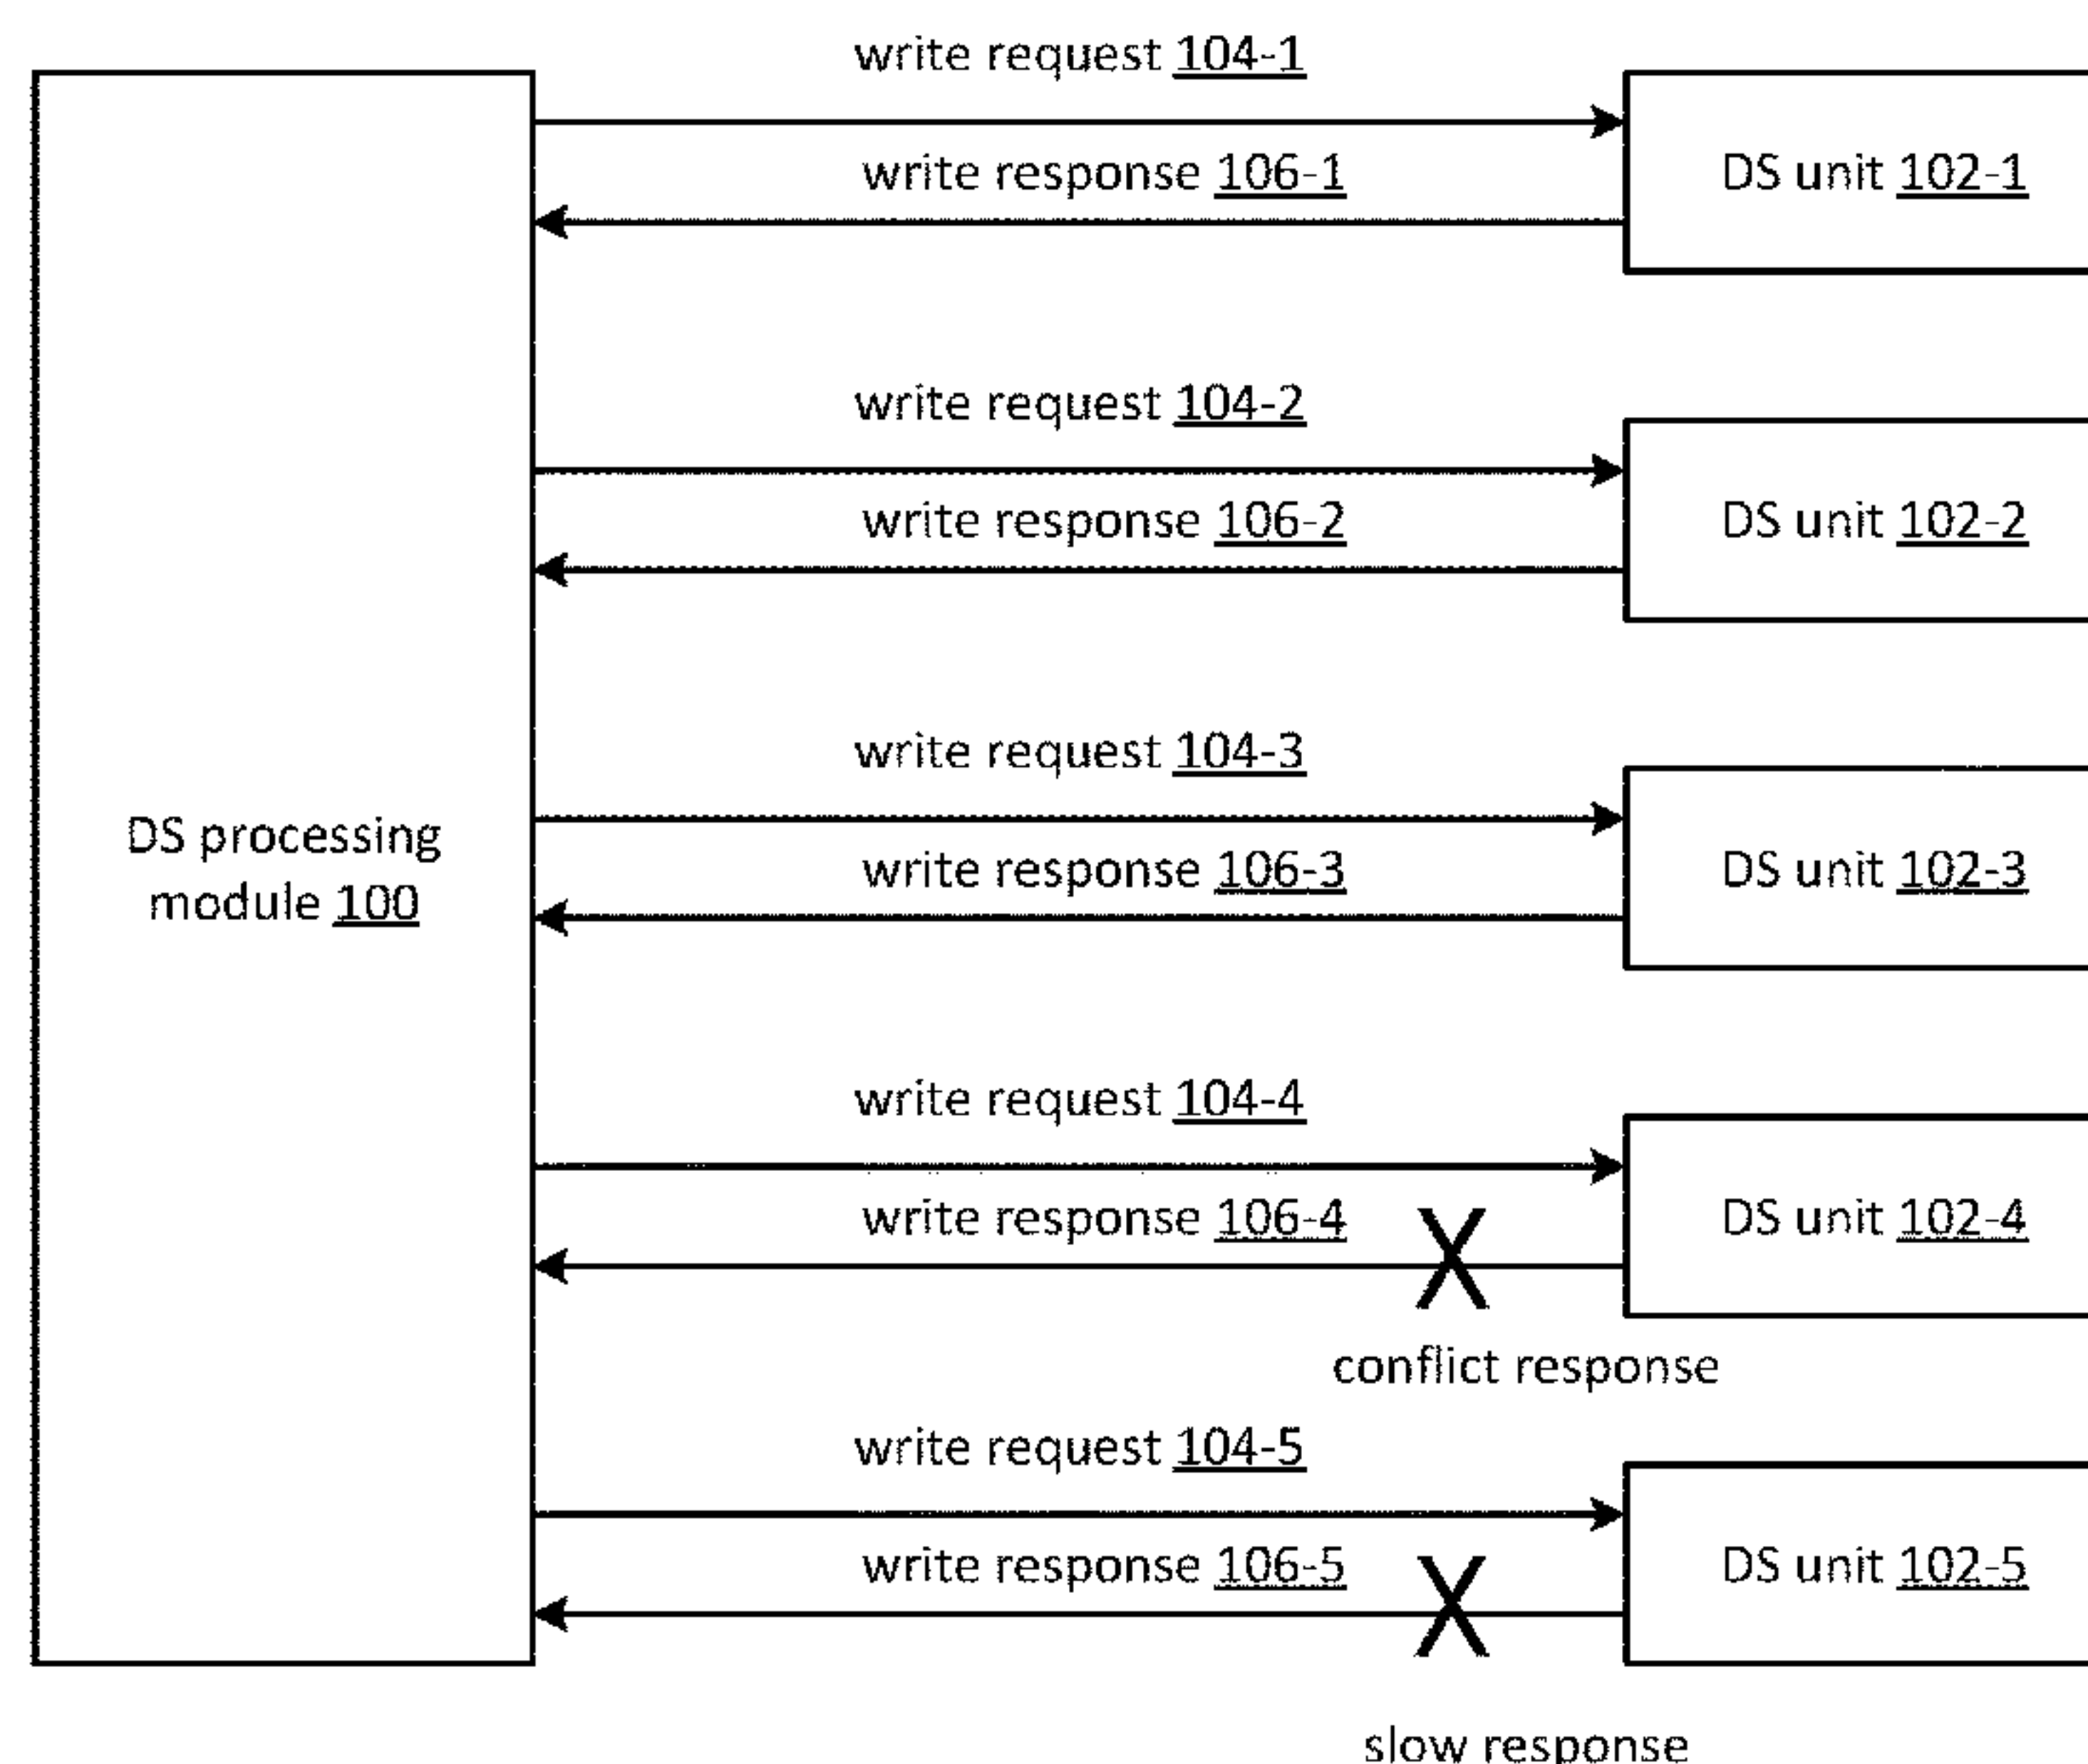 write request 104-1
write response 106-1
DS unit 102-1
write request 104-2
write response 106-2
DS unit 102-2
write request 104-3
DS processing
module 100
write response 106-3
DS unit 102-3
write request 104-4
write response 106-4
X
DS unit 102-4
conflict response
write request 104-5
write response 106-5
X
DS unit 102-5
slow response